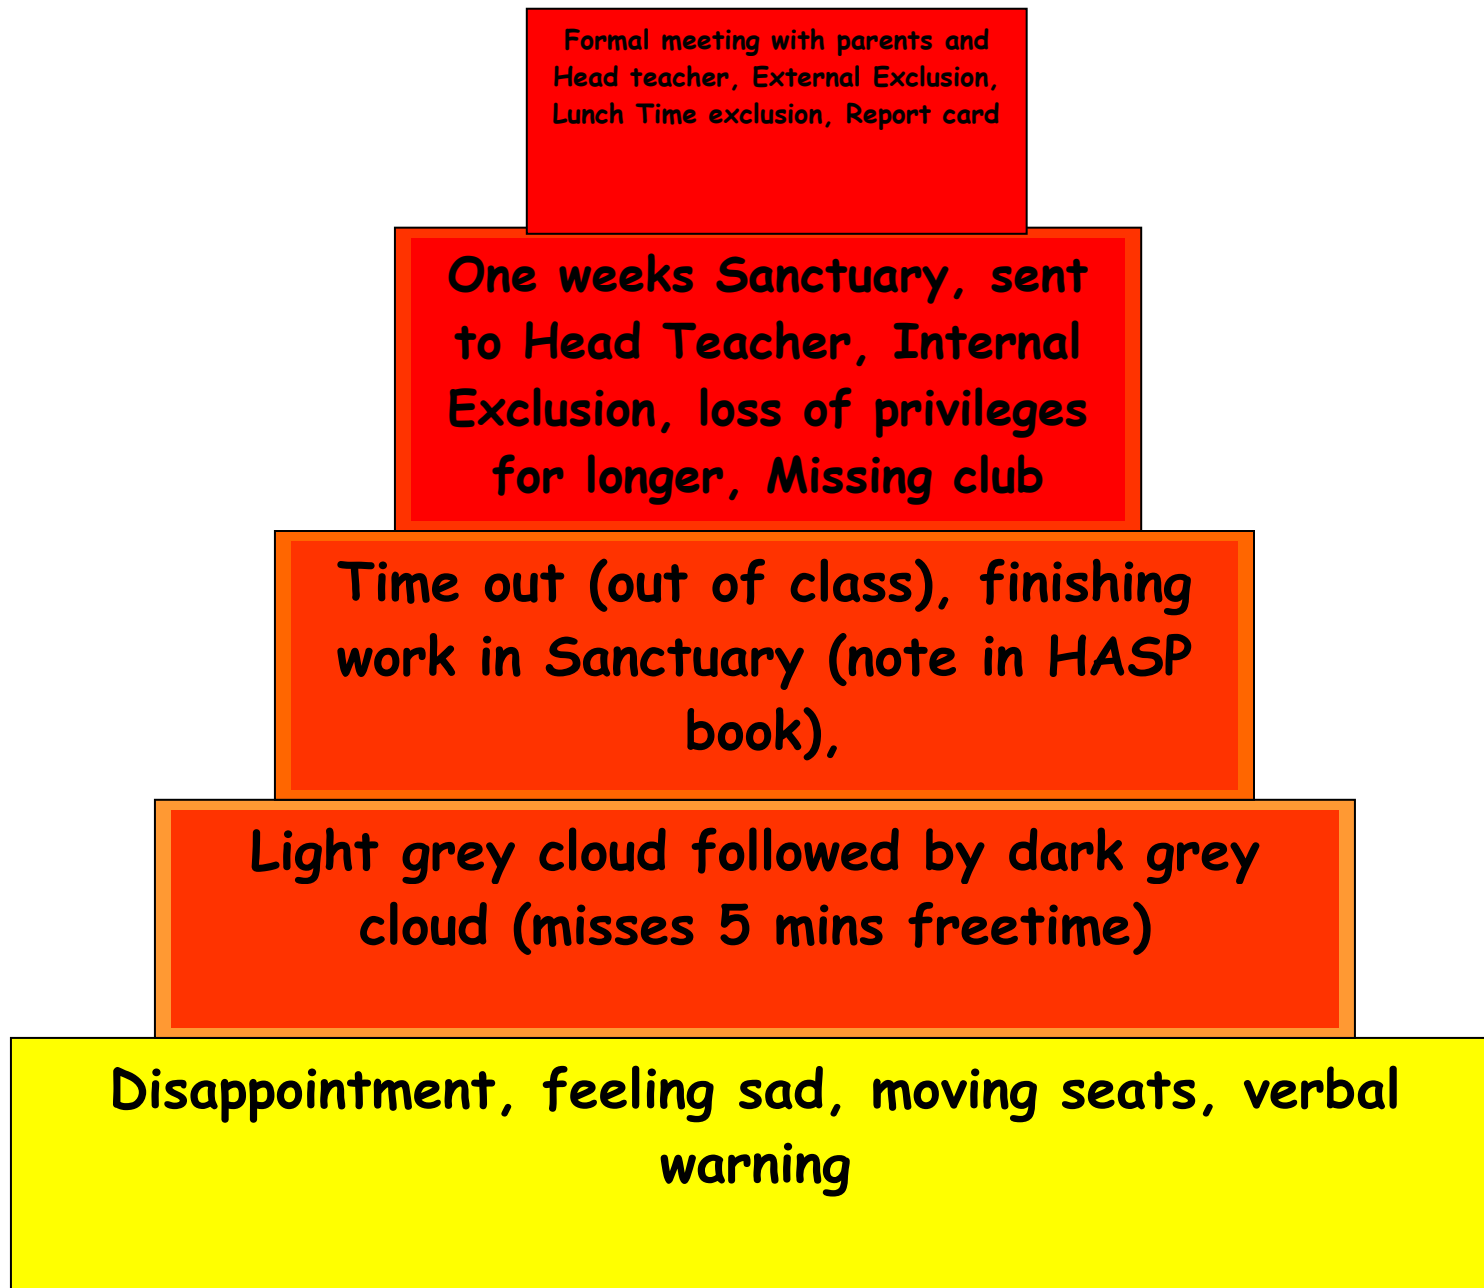 Formal meeting with parents and
Head teacher, External Exclusion,
Lunch Time exclusion, Report card
One weeks Sanctuary, sent
to Head Teacher, Internal
Exclusion, loss of privileges
for longer, Missing club
Time out (out of class), finishing
work in Sanctuary (note in HASP
book),
Light grey cloud followed by dark grey
cloud (misses 5 mins freetime)
Disappointment, feeling sad, moving seats, verbal
warning